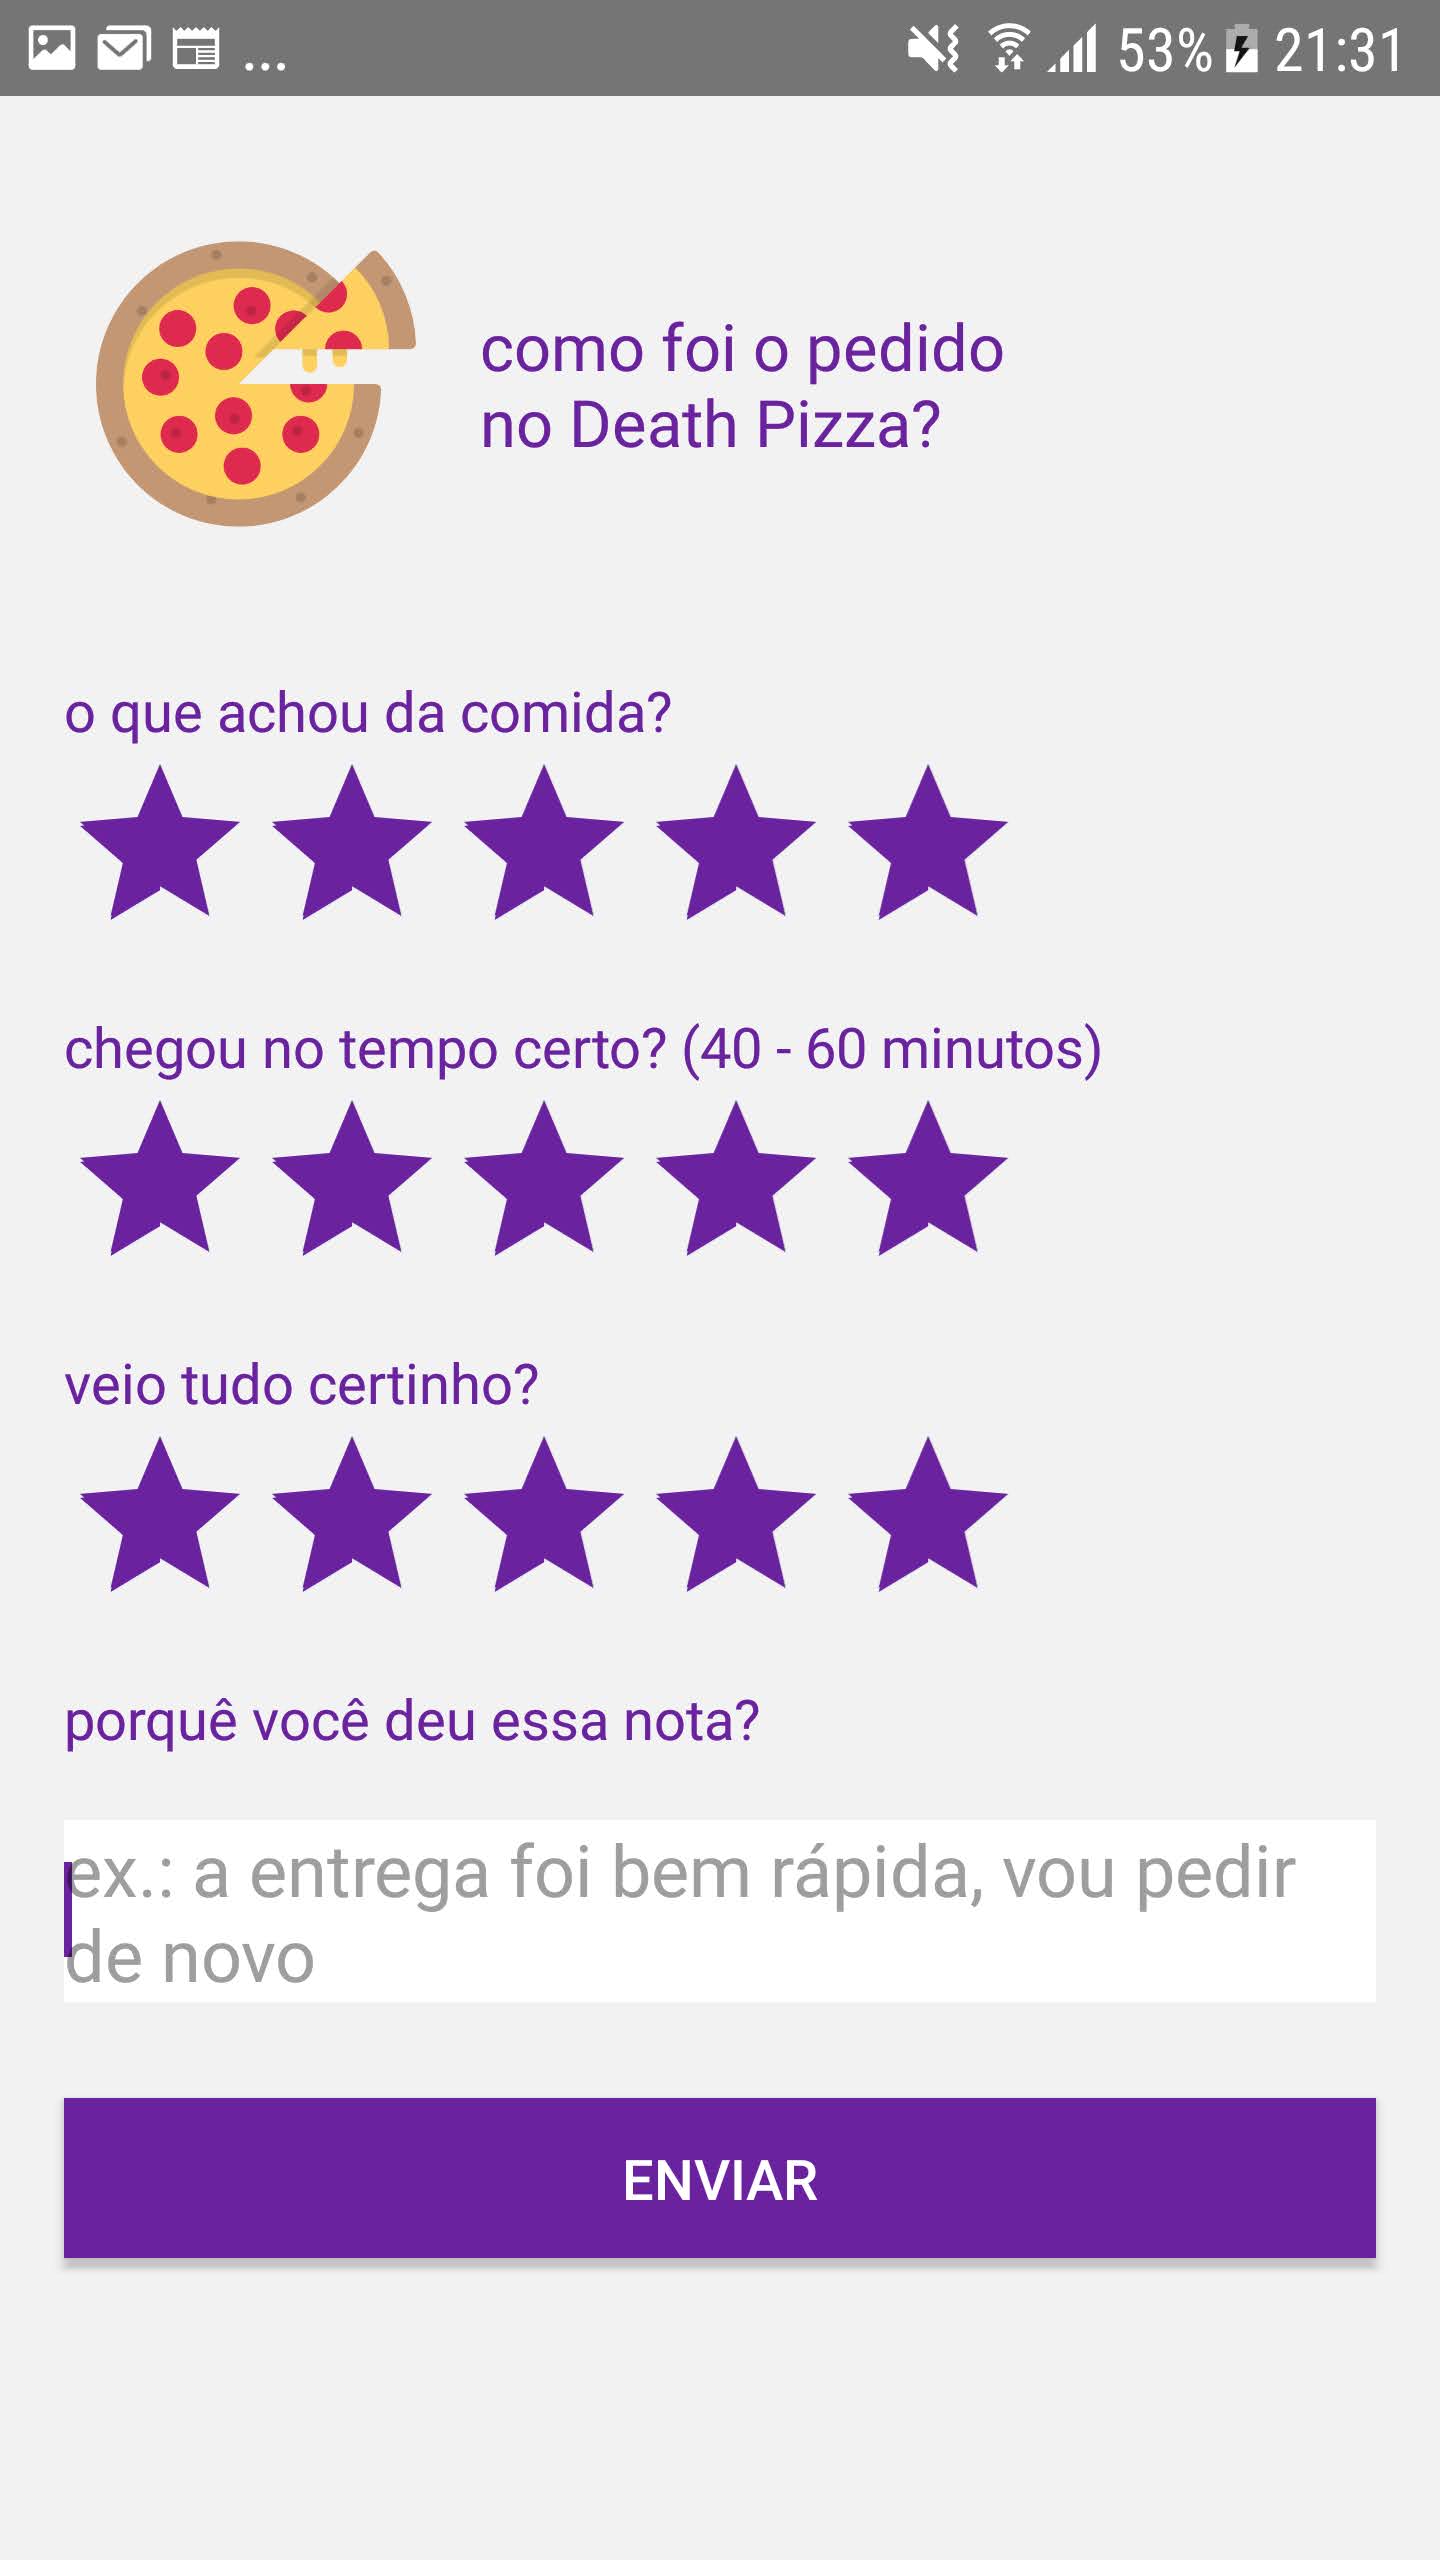 ... 53% 21:31
como foi o pedido
no Death Pizza?
o que achou da comida?
chegou no tempo certo? (40 - 60 minutos)
veio tudo certinho?
porquê você deu essa nota?
ex.: a entrega foi bem rápida, vou pedir
de novo
ENVIAR